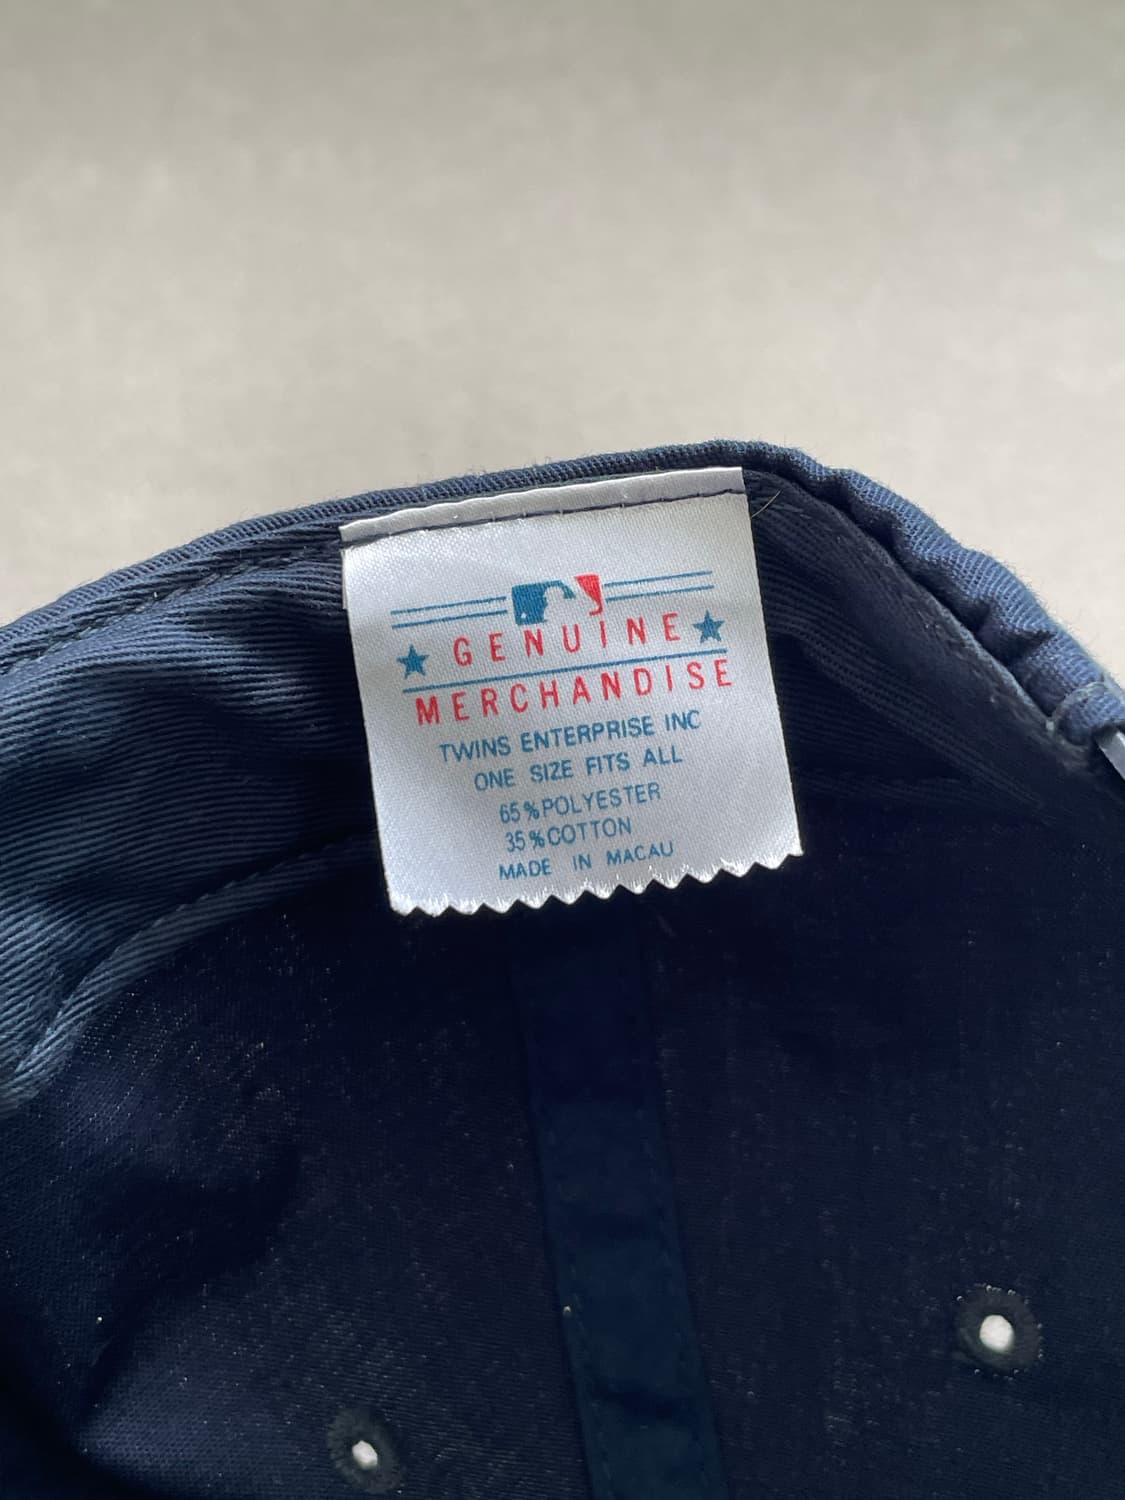 GENUINE
MERCHANDISE
TWINS ENTERPRISE INC
ONE SIZE FITS ALL
65%POLYESTER
35%COTTON
MADE IN MACAU